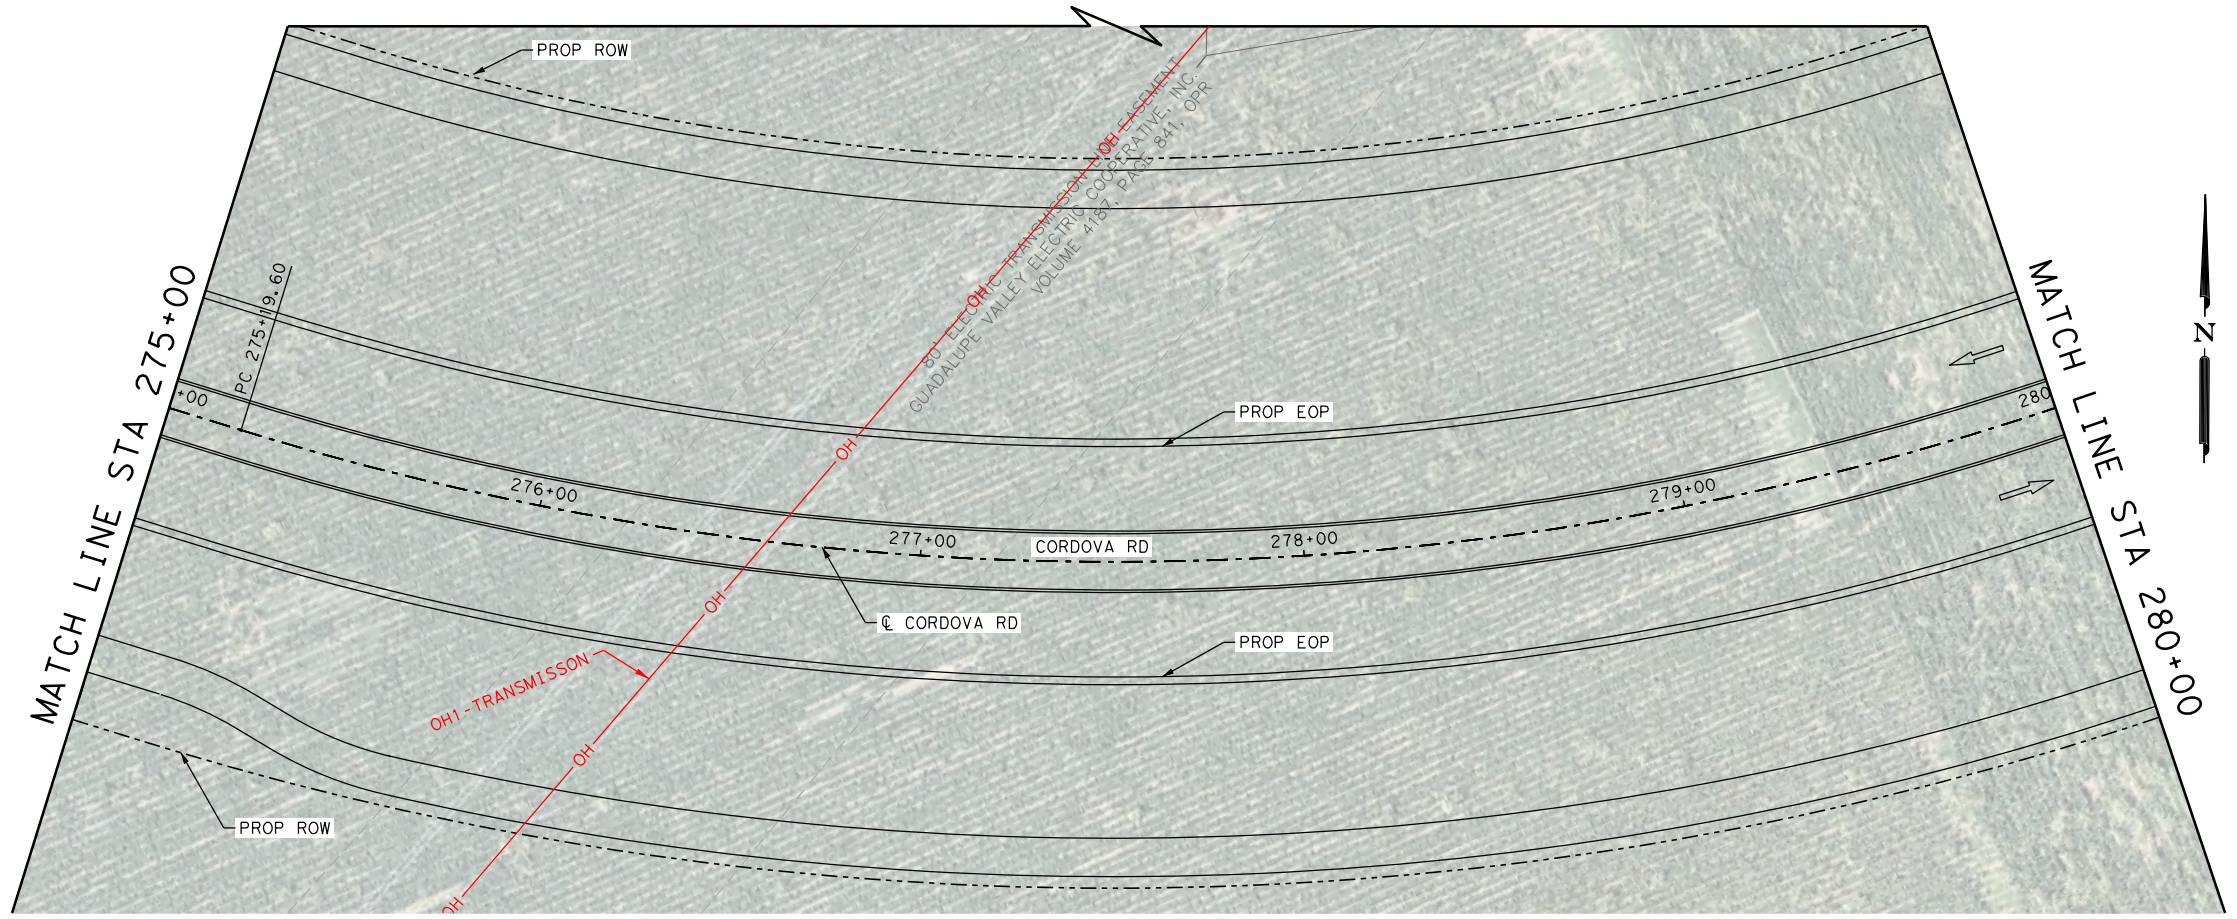 PROP ROW
80' ELECTRIC TRANSMISSION LINE EASEMENT
GUADALUPE VALLEY ELECTRIC COOPERATIVE, INC.
VOLUME 4187, PAGE 841, OPR
OH
OH
MATCH LINE STA 275+00
PC 275+19.60
+00
MATCH LINE STA 280+00
N
280
PROP EOP
OH
276+00
279+00
277+00
CORDOVA RD
278+00
OH
℄ CORDOVA RD
PROP EOP
OH1-TRANSMISSON
OH
PROP ROW
OH